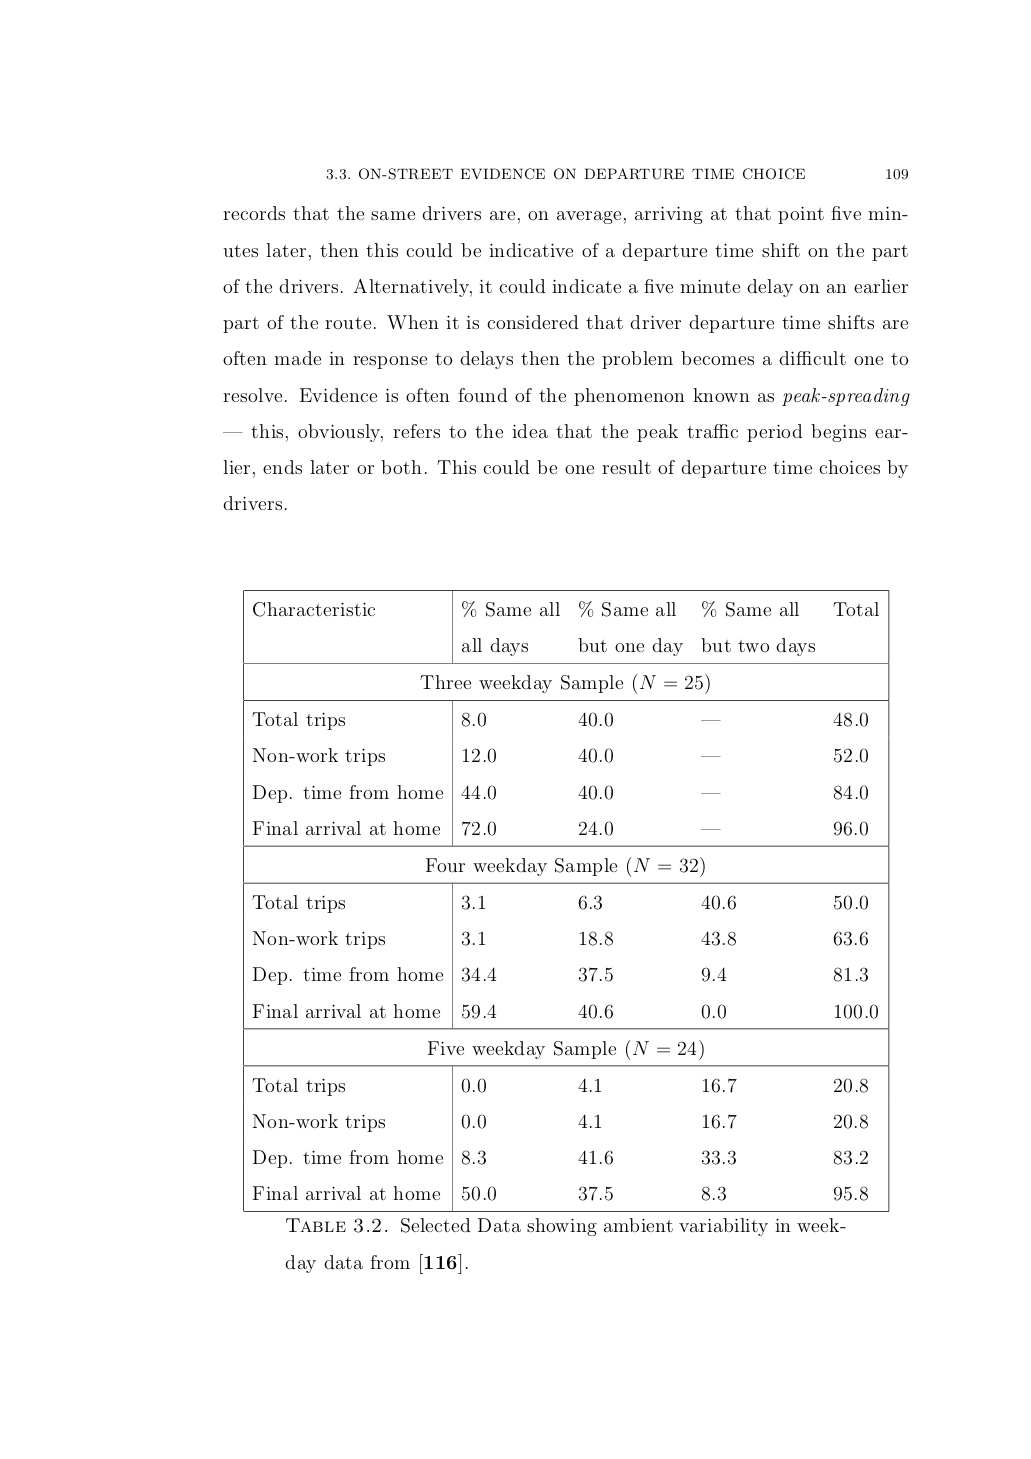 3.3. ON-STREET EVIDENCE ON DEPARTURE TIME CHOICE 109
records that the same drivers are, on average, arriving at that point five min-
utes later, then this could be indicative of a departure time shift on the part
of the drivers. Alternatively, it could indicate a five minute delay on an earlier
part of the route. When it is considered that driver departure time shifts are
often made in response to delays then the problem becomes a difficult one to
resolve. Evidence is often found of the phenomenon known as peak-spreading
— this, obviously, refers to the idea that the peak traffic period begins ear-
lier, ends later or both. This could be one result of departure time choices by
drivers.
Characteristic % Same all % Same all % Same all Total
all days but one day but two days
Three weekday Sample (N = 25)
Total trips 8.0 40.0 — 48.0
Non-work trips 12.0 40.0 — 52.0
Dep. time from home 44.0 40.0 — 84.0
Final arrival at home 72.0 24.0 — 96.0
Four weekday Sample (N = 32)
Total trips 3.1 6.3 40.6 50.0
Non-work trips 3.1 18.8 43.8 63.6
Dep. time from home 34.4 37.5 9.4 81.3
Final arrival at home 59.4 40.6 0.0 100.0
Five weekday Sample (N = 24)
Total trips 0.0 4.1 16.7 20.8
Non-work trips 0.0 4.1 16.7 20.8
Dep. time from home 8.3 41.6 33.3 83.2
Final arrival at home 50.0 37.5 8.3 95.8
TABLE 3.2. Selected Data showing ambient variability in week-
day data from [116].